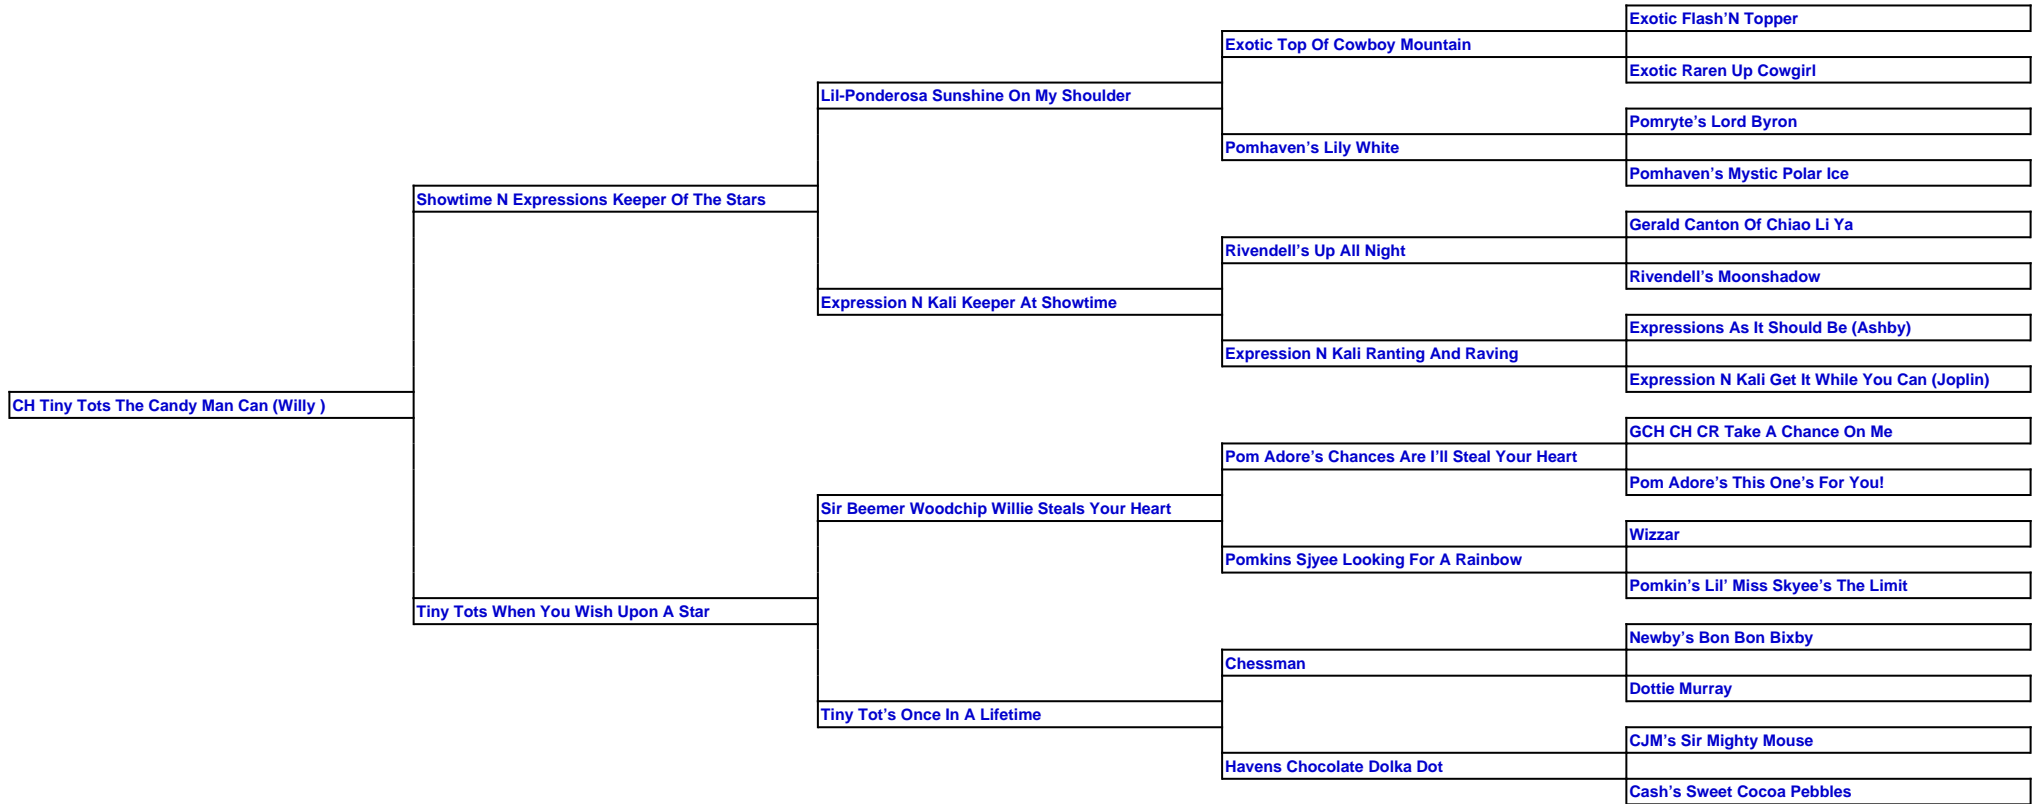 Exotic Flash'N Topper
Exotic Top Of Cowboy Mountain
Exotic Raren Up Cowgirl
Lil-Ponderosa Sunshine On My Shoulder
Pomryte's Lord Byron
Pomhaven's Lily White
Pomhaven's Mystic Polar Ice
Showtime N Expressions Keeper Of The Stars
Gerald Canton Of Chiao Li Ya
Rivendell's Up All Night
Rivendell's Moonshadow
Expression N Kali Keeper At Showtime
Expressions As It Should Be (Ashby)
Expression N Kali Ranting And Raving
Expression N Kali Get It While You Can (Joplin)
CH Tiny Tots The Candy Man Can (Willy )
GCH CH CR Take A Chance On Me
Pom Adore's Chances Are I'll Steal Your Heart
Pom Adore's This One's For You!
Sir Beemer Woodchip Willie Steals Your Heart
Wizzar
Pomkins Sjyee Looking For A Rainbow
Pomkin's Lil' Miss Skyee's The Limit
Tiny Tots When You Wish Upon A Star
Newby's Bon Bon Bixby
Chessman
Dottie Murray
Tiny Tot's Once In A Lifetime
CJM's Sir Mighty Mouse
Havens Chocolate Dolka Dot
Cash's Sweet Cocoa Pebbles